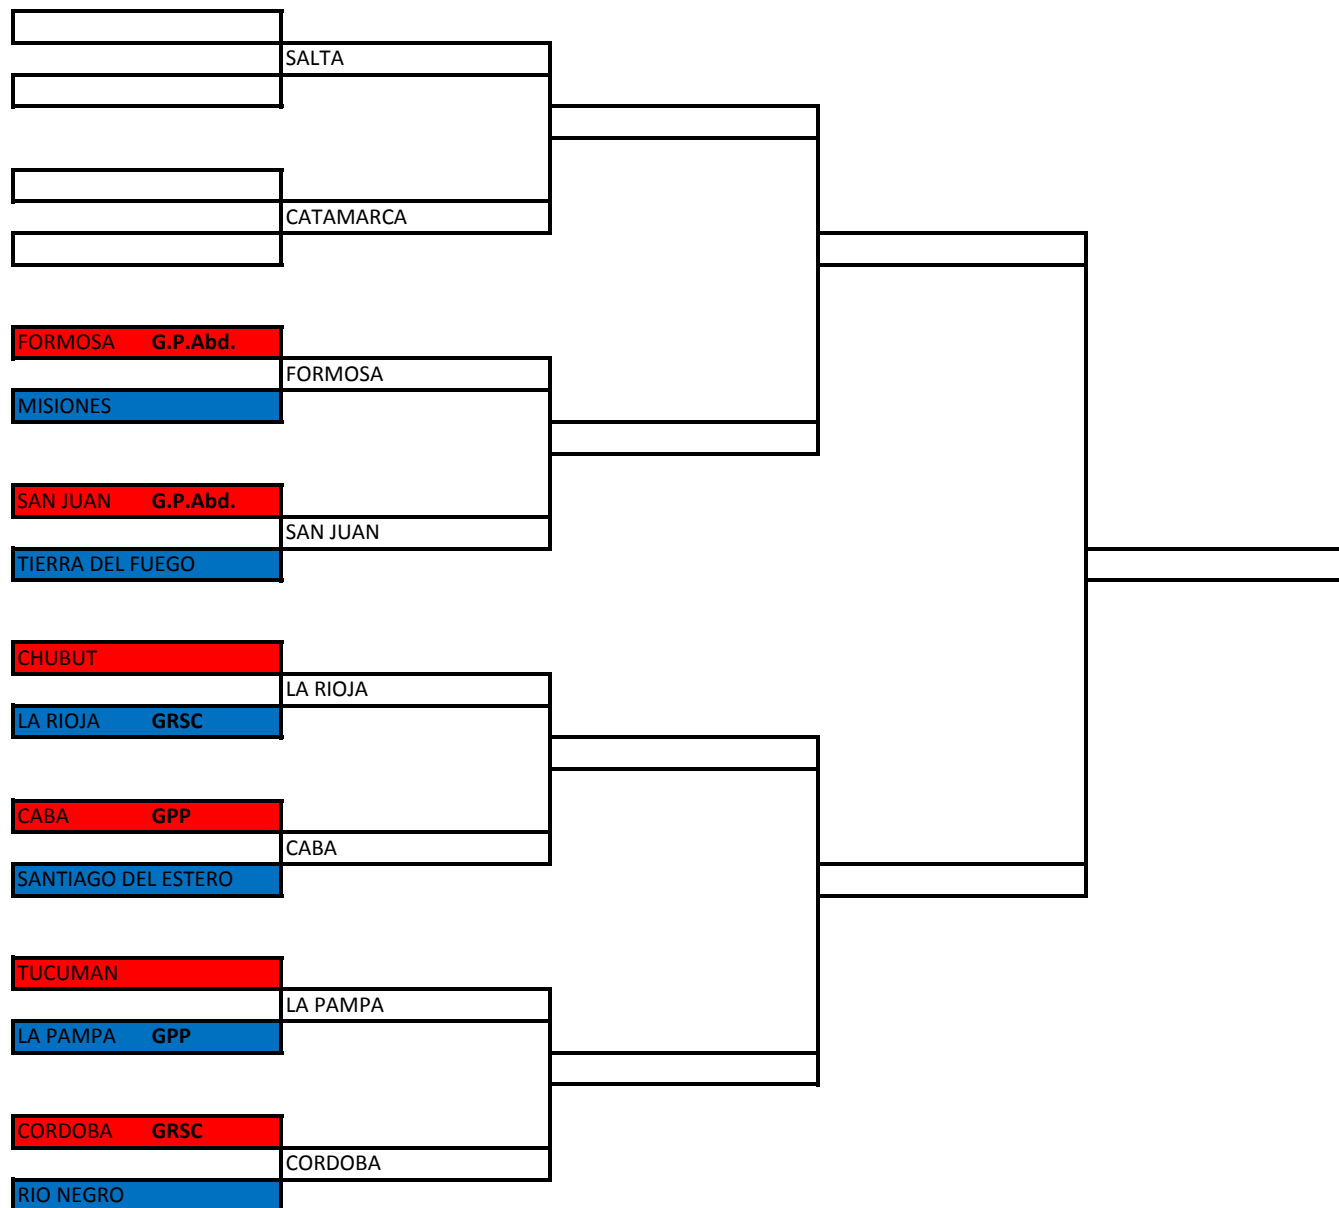 SALTA
CATAMARCA
FORMOSA G.P.Abd.
FORMOSA
MISIONES
SAN JUAN G.P.Abd.
SAN JUAN
TIERRA DEL FUEGO
CHUBUT
LA RIOJA
LA RIOJA GRSC
CABA GPP
CABA
SANTIAGO DEL ESTERO
TUCUMAN
LA PAMPA
LA PAMPA GPP
CORDOBA GRSC
CORDOBA
RIO NEGRO